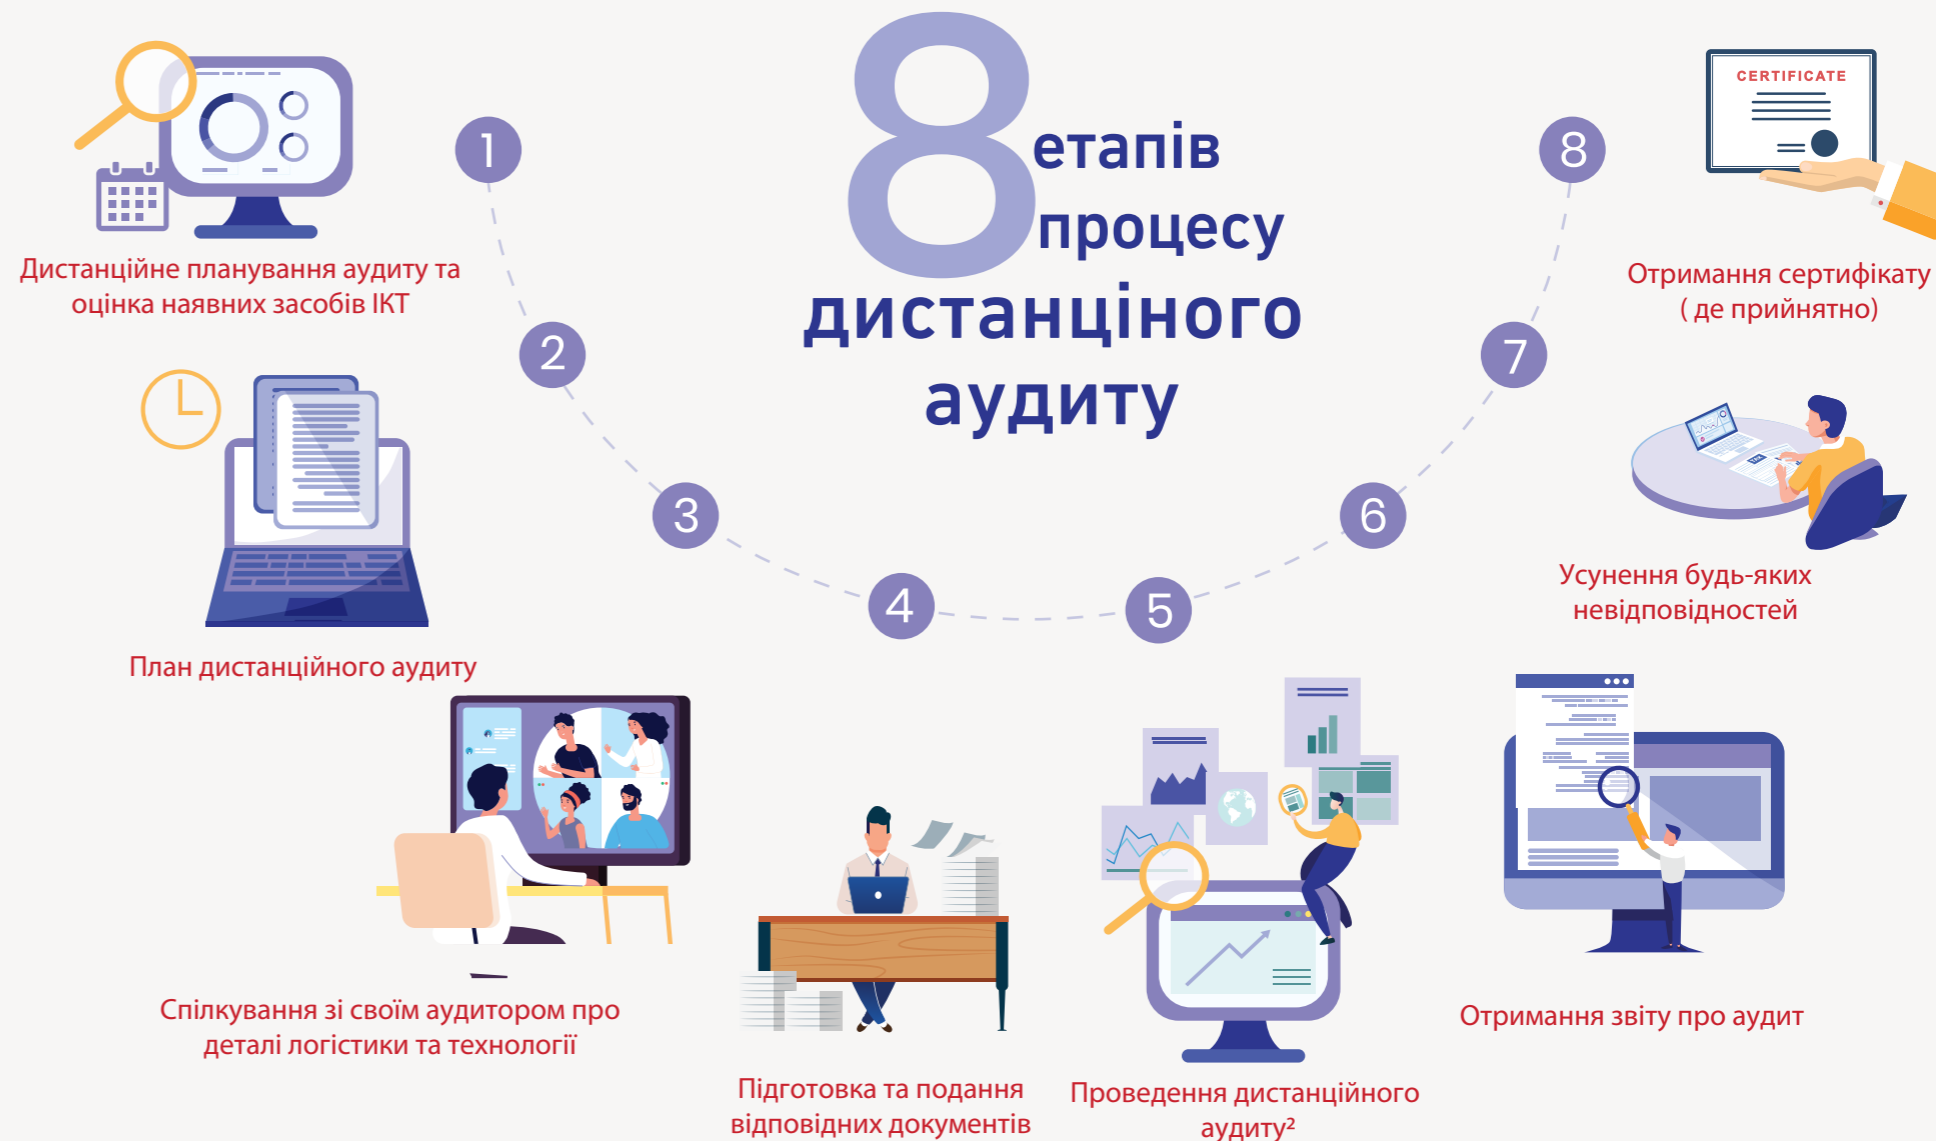 8
етапів
процесу
дистанціного
аудиту
1
Дистанційне планування аудиту та
оцінка наявних засобів ІКТ
2
План дистанційного аудиту
3
Спілкування зі своїм аудитором про
деталі логістики та технології
4
Підготовка та подання
відповідних документів
5
Проведення дистанційного
аудиту²
6
Отримання звіту про аудит
7
TAX
Усунення будь-яких
невідповідностей
8
CERTIFICATE
Отримання сертифікату
( де прийнятно)